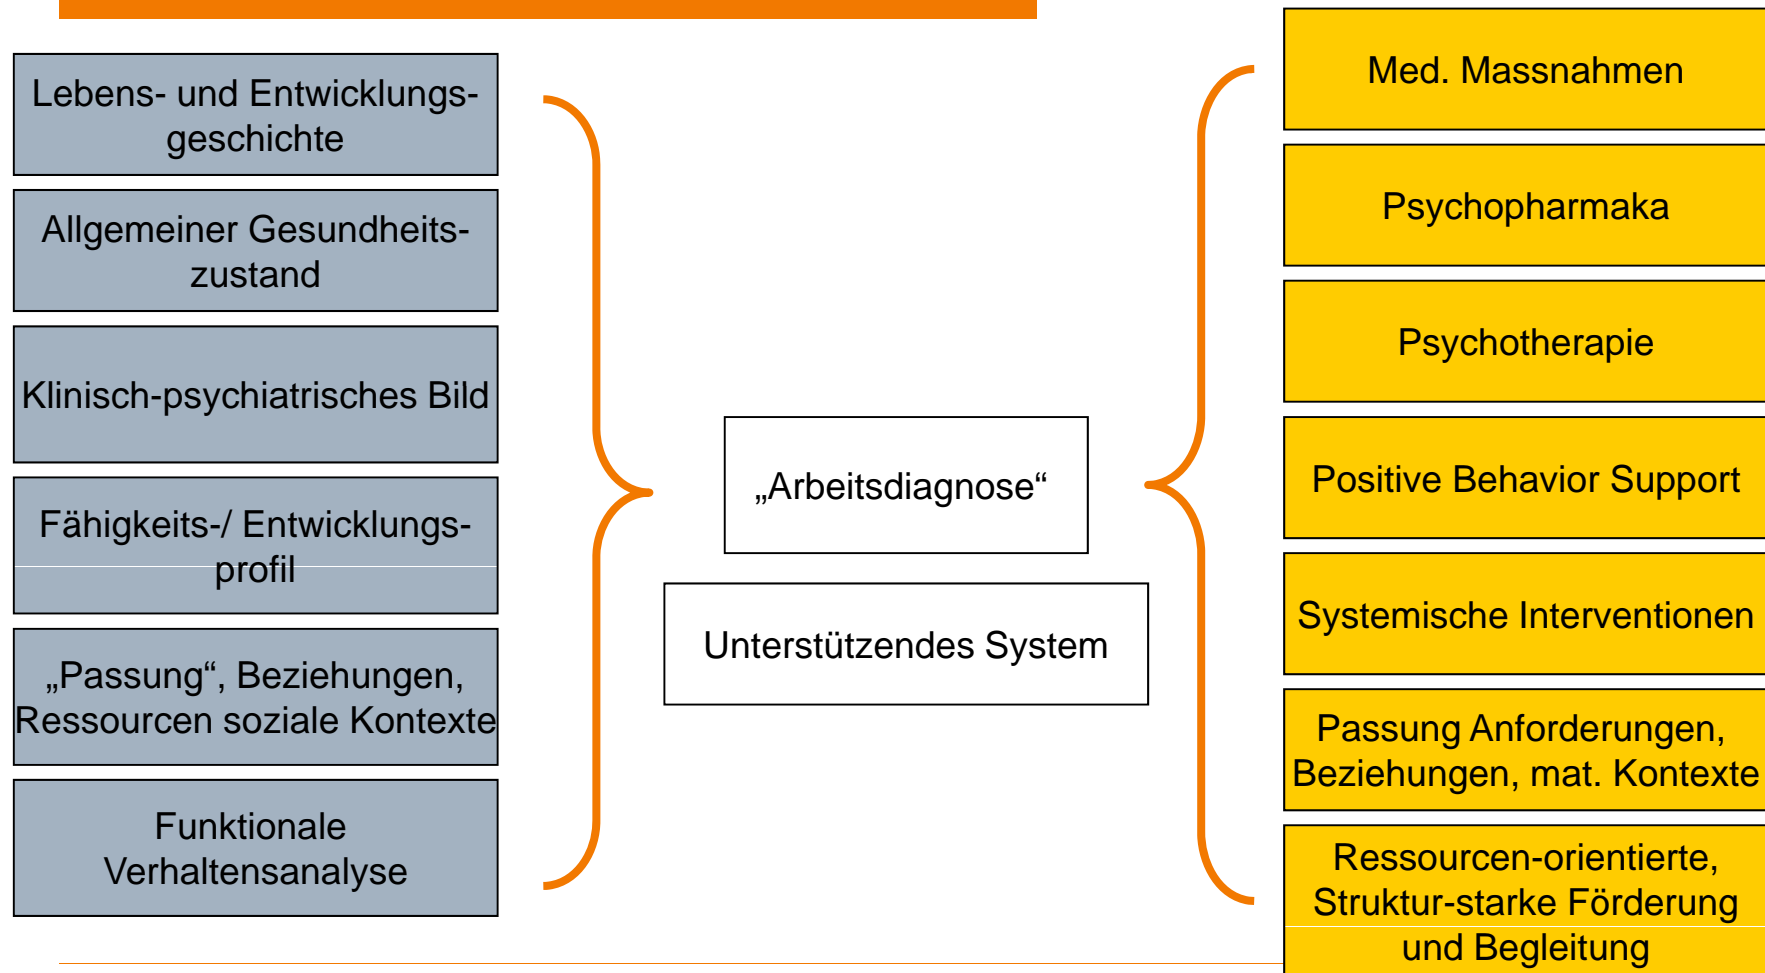 Lebens- und Entwicklungs-
geschichte
Allgemeiner Gesundheits-
zustand
Klinisch-psychiatrisches Bild
Fähigkeits-/ Entwicklungs-
profil
„Passung“, Beziehungen,
Ressourcen soziale Kontexte
Funktionale
Verhaltensanalyse
„Arbeitsdiagnose“
Unterstützendes System
Med. Massnahmen
Psychopharmaka
Psychotherapie
Positive Behavior Support
Systemische Interventionen
Passung Anforderungen,
Beziehungen, mat. Kontexte
Ressourcen-orientierte,
Struktur-starke Förderung
und Begleitung